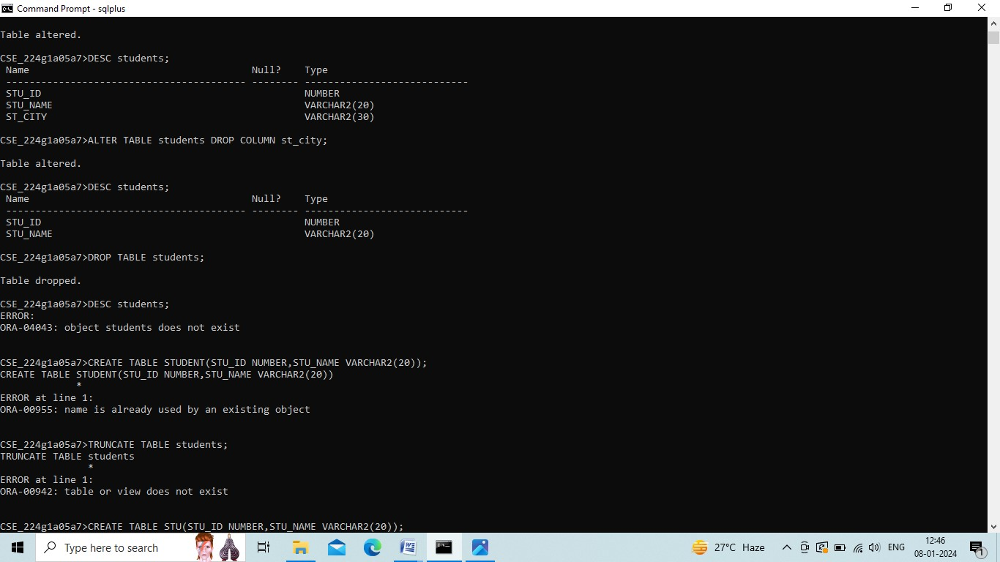 Command Prompt - sqlplus
Table altered.
CSE_224g1a05a7>DESC students;
Name Null? Type
----------------------------------------- -------- ----------------------------
STU_ID NUMBER
STU_NAME VARCHAR2(20)
ST_CITY VARCHAR2(30)
CSE_224g1a05a7>ALTER TABLE students DROP COLUMN st_city;
Table altered.
CSE_224g1a05a7>DESC students;
Name Null? Type
----------------------------------------- -------- ----------------------------
STU_ID NUMBER
STU_NAME VARCHAR2(20)
CSE_224g1a05a7>DROP TABLE students;
Table dropped.
CSE_224g1a05a7>DESC students;
ERROR:
ORA-04043: object students does not exist
CSE_224g1a05a7>CREATE TABLE STUDENT(STU_ID NUMBER,STU_NAME VARCHAR2(20));
CREATE TABLE STUDENT(STU_ID NUMBER,STU_NAME VARCHAR2(20))
*
ERROR at line 1:
ORA-00955: name is already used by an existing object
CSE_224g1a05a7>TRUNCATE TABLE students;
TRUNCATE TABLE students
*
ERROR at line 1:
ORA-00942: table or view does not exist
CSE_224g1a05a7>CREATE TABLE STU(STU_ID NUMBER,STU_NAME VARCHAR2(20));
Type here to search
27°C Haze
ENG
12:46
08-01-2024
1